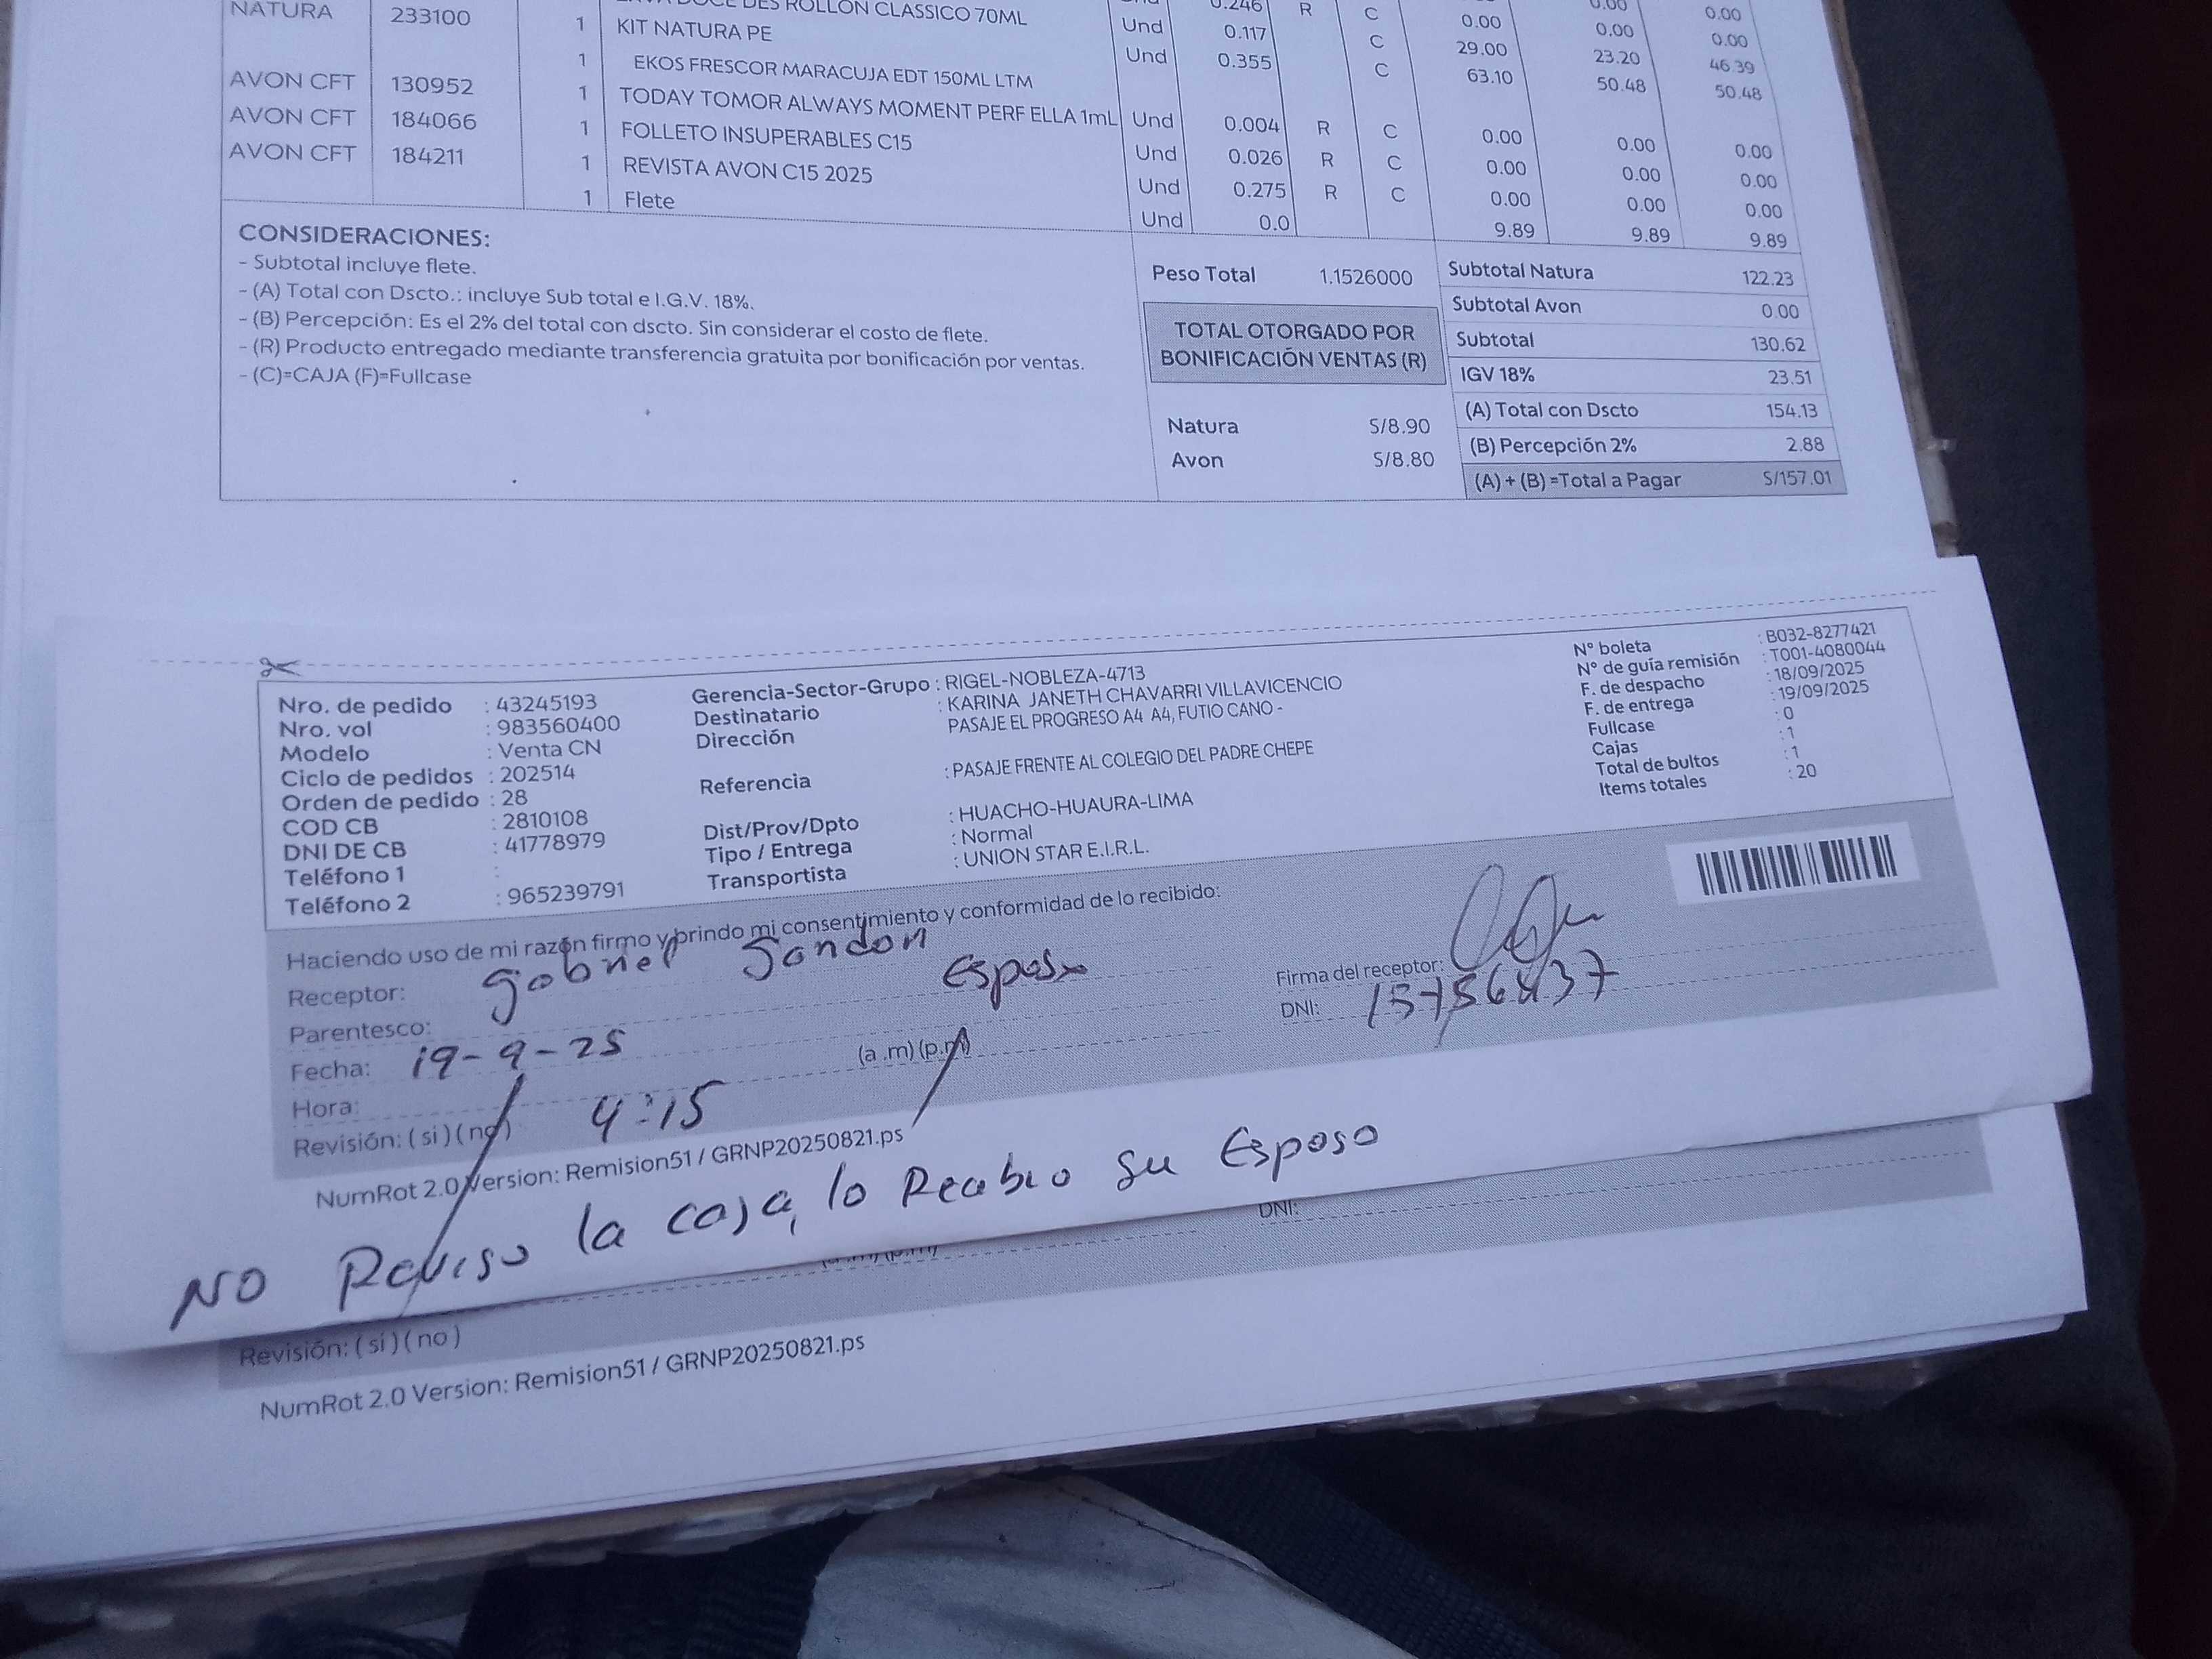 DES ROLLON CLASSICO 70ML 0.246 R C 0.00 0.00 0.00
NATURA 233100 1 KIT NATURA PE Und 0.117 C 29.00 23.20 46.39
1 EKOS FRESCOR MARACUJA EDT 150ML LTM Und 0.355 C 63.10 50.48 50.48
AVON CFT 130952 1 TODAY TOMOR ALWAYS MOMENT PERF ELLA 1mL Und 0.004 R C 0.00 0.00 0.00
AVON CFT 184066 1 FOLLETO INSUPERABLES C15 Und 0.026 R C 0.00 0.00 0.00
AVON CFT 184211 1 REVISTA AVON C15 2025 Und 0.275 R C 0.00 0.00 0.00
1 Flete Und 0.0 9.89 9.89 9.89
CONSIDERACIONES:
- Subtotal incluye flete.
- (A) Total con Dscto.: incluye Sub total e I.G.V. 18%.
- (B) Percepción: Es el 2% del total con dscto. Sin considerar el costo de flete.
- (R) Producto entregado mediante transferencia gratuita por bonificación por ventas.
- (C)=CAJA (F)=Fullcase
Peso Total 1.1526000
TOTAL OTORGADO POR
BONIFICACIÓN VENTAS (R)
Natura S/8.90
Avon S/8.80
Subtotal Natura 122.23
Subtotal Avon 0.00
Subtotal 130.62
IGV 18% 23.51
(A) Total con Dscto 154.13
(B) Percepción 2% 2.88
(A) + (B) =Total a Pagar S/157.01
Nro. de pedido : 43245193
Nro. vol : 983560400
Modelo : Venta CN
Ciclo de pedidos : 202514
Orden de pedido : 28
COD CB : 2810108
DNI DE CB : 41778979
Teléfono 1 :
Teléfono 2 : 965239791
Gerencia-Sector-Grupo : RIGEL-NOBLEZA-4713
Destinatario : KARINA JANETH CHAVARRI VILLAVICENCIO
Dirección PASAJE EL PROGRESO A4 A4, FUTIO CANO -
Referencia : PASAJE FRENTE AL COLEGIO DEL PADRE CHEPE
Dist/Prov/Dpto : HUACHO-HUAURA-LIMA
Tipo / Entrega : Normal
Transportista : UNION STAR E.I.R.L.
N° boleta : B032-8277421
N° de guía remisión : T001-4080044
F. de despacho : 18/09/2025
F. de entrega : 19/09/2025
Fullcase : 0
Cajas : 1
Total de bultos : 1
Items totales : 20
Haciendo uso de mi razón firmo y brindo mi consentimiento y conformidad de lo recibido:
Receptor: Gabriel
Parentesco: Esposo
Fecha: 19-9-25
Hora: 4:15 (a.m) (p.m)
Revisión: ( si ) ( no )
Firma del receptor:
DNI:
NumRot 2.0 Version: Remision51 / GRNP20250821.ps
NO Reviso la caja, lo Recibio su Esposo
DNI:
(a.m) (p.m)
Revisión: ( si ) ( no )
NumRot 2.0 Version: Remision51 / GRNP20250821.ps